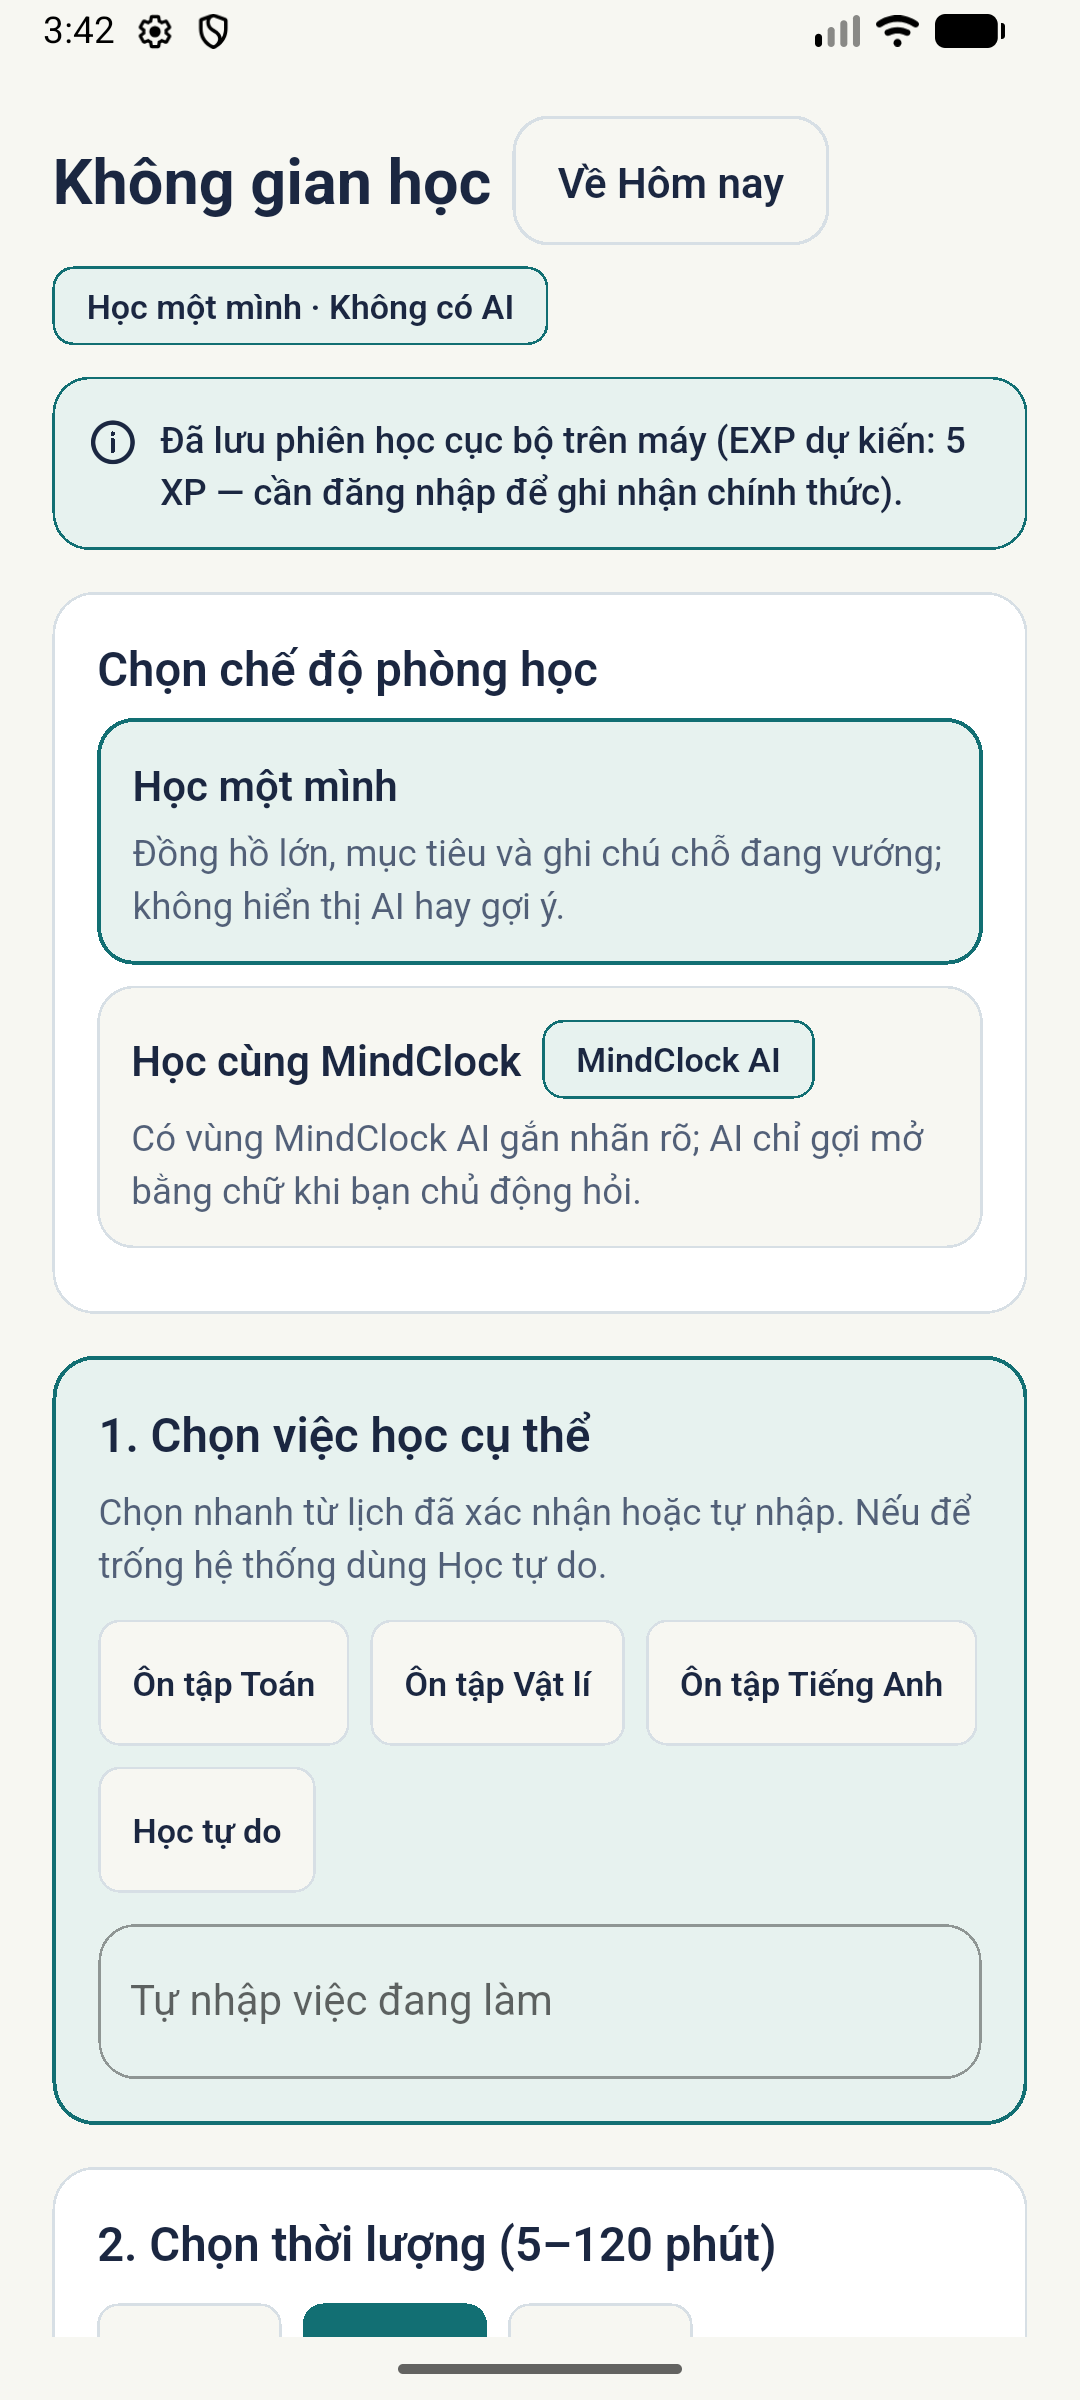 3:42
Không gian học
Về Hôm nay
Học một mình · Không có AI
Đã lưu phiên học cục bộ trên máy (EXP dự kiến: 5
XP — cần đăng nhập để ghi nhận chính thức).
Chọn chế độ phòng học
Học một mình
Đồng hồ lớn, mục tiêu và ghi chú chỗ đang vướng;
không hiển thị AI hay gợi ý.
Học cùng MindClock
MindClock AI
Có vùng MindClock AI gắn nhãn rõ; AI chỉ gợi mở
bằng chữ khi bạn chủ động hỏi.
1. Chọn việc học cụ thể
Chọn nhanh từ lịch đã xác nhận hoặc tự nhập. Nếu để
trống hệ thống dùng Học tự do.
Ôn tập Toán
Ôn tập Vật lí
Ôn tập Tiếng Anh
Học tự do
Tự nhập việc đang làm
2. Chọn thời lượng (5–120 phút)